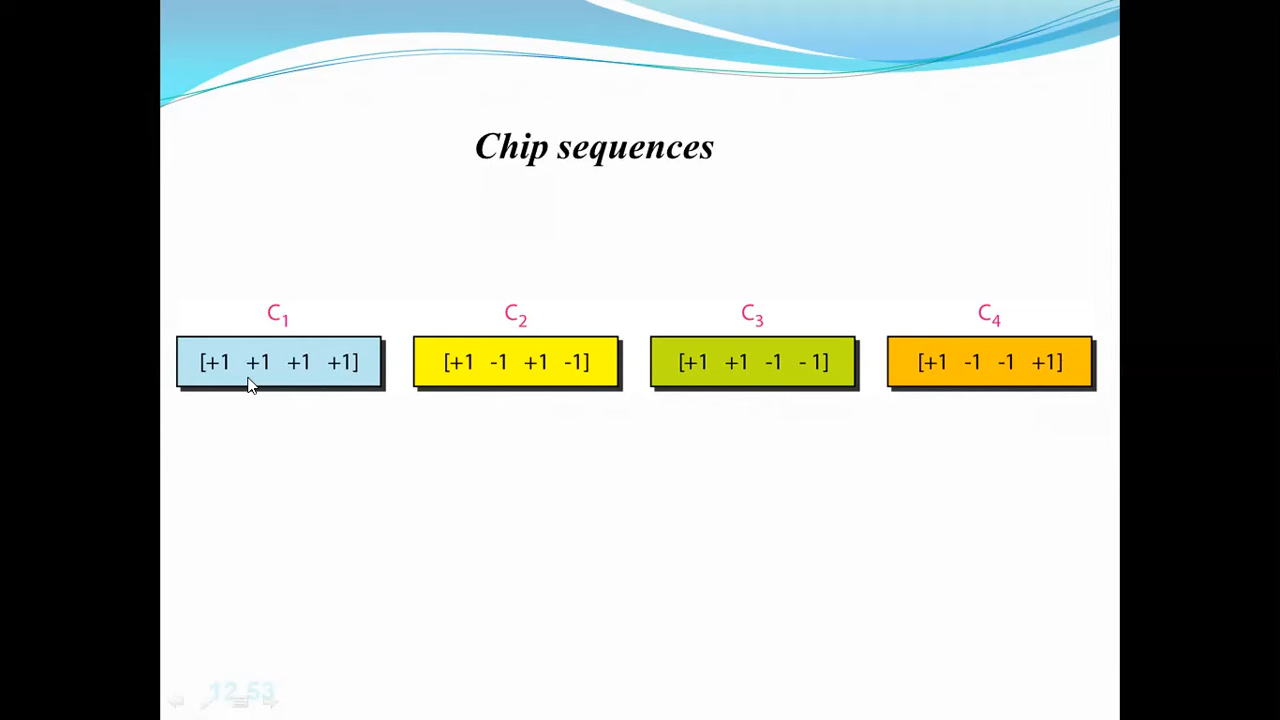 Chip sequences
C1 C2 C3 C4
[+1 +1 +1 +1] [+1 -1 +1 -1] [+1 +1 -1 - 1] [+1 -1 -1 +1]
12.53